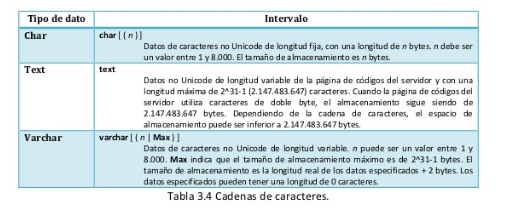 Tipo de dato Intervalo
Char char [ ( n ) ]
Datos de caracteres no Unicode de longitud fija, con una longitud de n bytes. n debe ser
un valor entre 1 y 8.000. El tamaño de almacenamiento es n bytes.
Text text
Datos no Unicode de longitud variable de la página de códigos del servidor y con una
longitud máxima de 2^31-1 (2.147.483.647) caracteres. Cuando la página de códigos del
servidor utiliza caracteres de doble byte, el almacenamiento sigue siendo de
2.147.483.647 bytes. Dependiendo de la cadena de caracteres, el espacio de
almacenamiento puede ser inferior a 2.147.483.647 bytes.
Varchar varchar [ ( n | Max ) ]
Datos de caracteres no Unicode de longitud variable. n puede ser un valor entre 1 y
8.000. Max indica que el tamaño de almacenamiento máximo es de 2^31-1 bytes. El
tamaño de almacenamiento es la longitud real de los datos especificados + 2 bytes. Los
datos especificados pueden tener una longitud de 0 caracteres.
Tabla 3.4 Cadenas de caracteres.